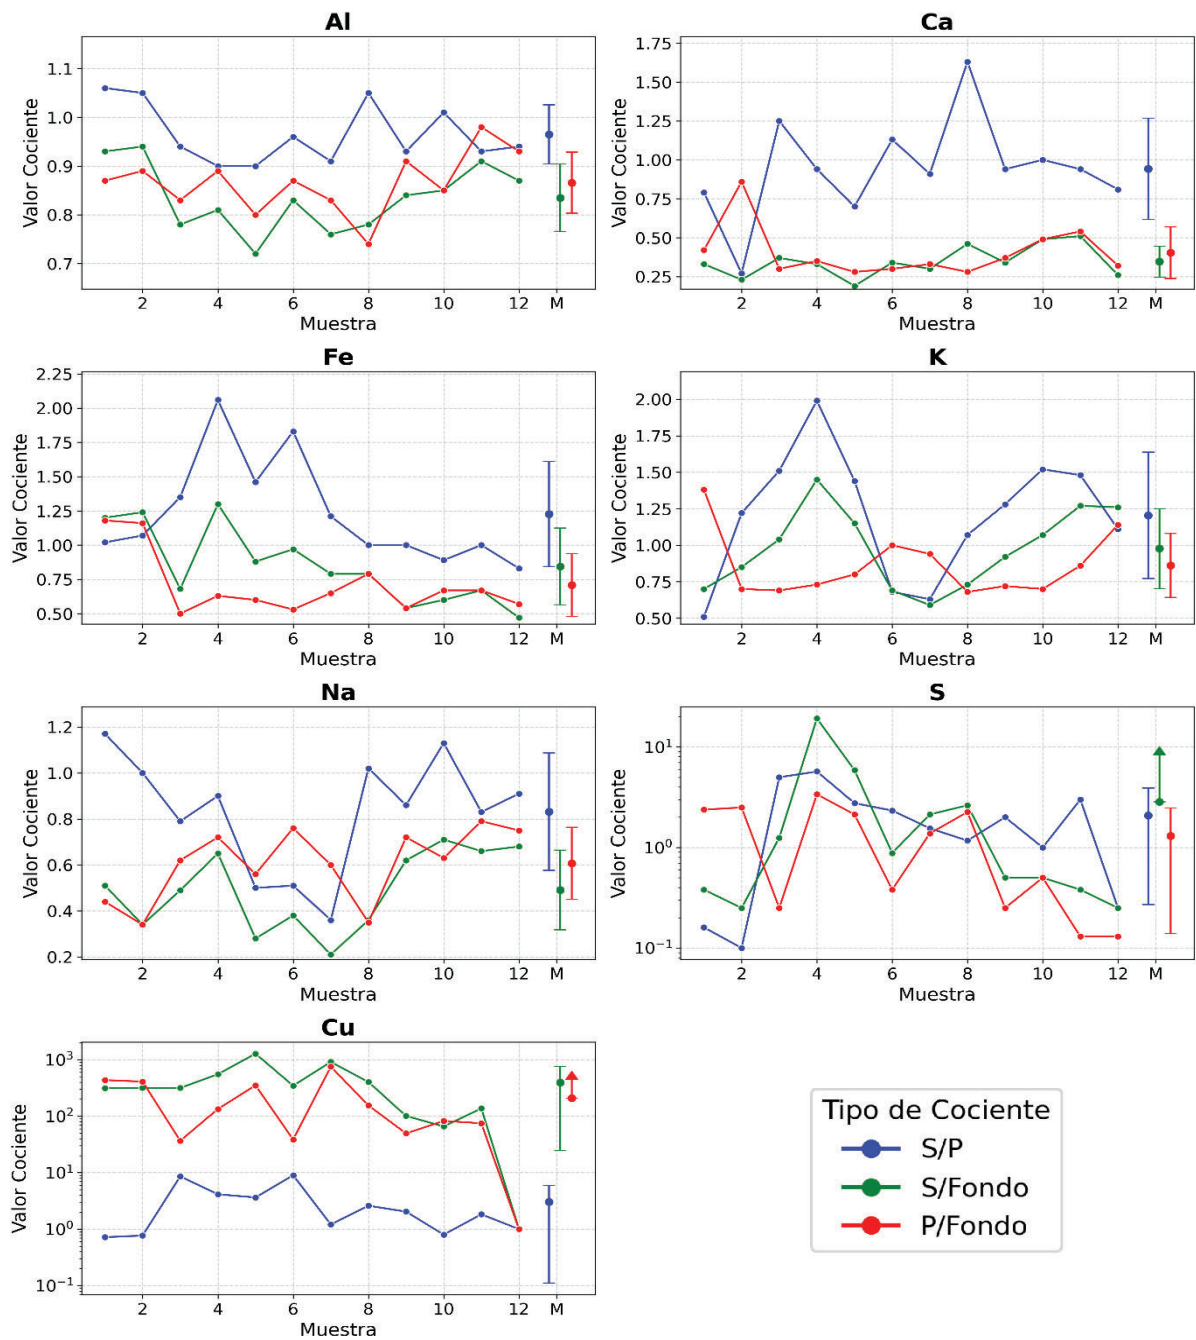 Al
Valor Cociente
1.1
1.0
0.9
0.8
0.7
2 4 6 8 10 12 M
Muestra
Ca
Valor Cociente
1.75
1.50
1.25
1.00
0.75
0.50
0.25
2 4 6 8 10 12 M
Muestra
Fe
Valor Cociente
2.25
2.00
1.75
1.50
1.25
1.00
0.75
0.50
2 4 6 8 10 12 M
Muestra
K
Valor Cociente
2.00
1.75
1.50
1.25
1.00
0.75
0.50
2 4 6 8 10 12 M
Muestra
Na
Valor Cociente
1.2
1.0
0.8
0.6
0.4
0.2
2 4 6 8 10 12 M
Muestra
S
Valor Cociente
10¹
10⁰
10⁻¹
2 4 6 8 10 12 M
Muestra
Cu
Valor Cociente
10³
10²
10¹
10⁰
10⁻¹
2 4 6 8 10 12 M
Muestra
Tipo de Cociente
S/P
S/Fondo
P/Fondo